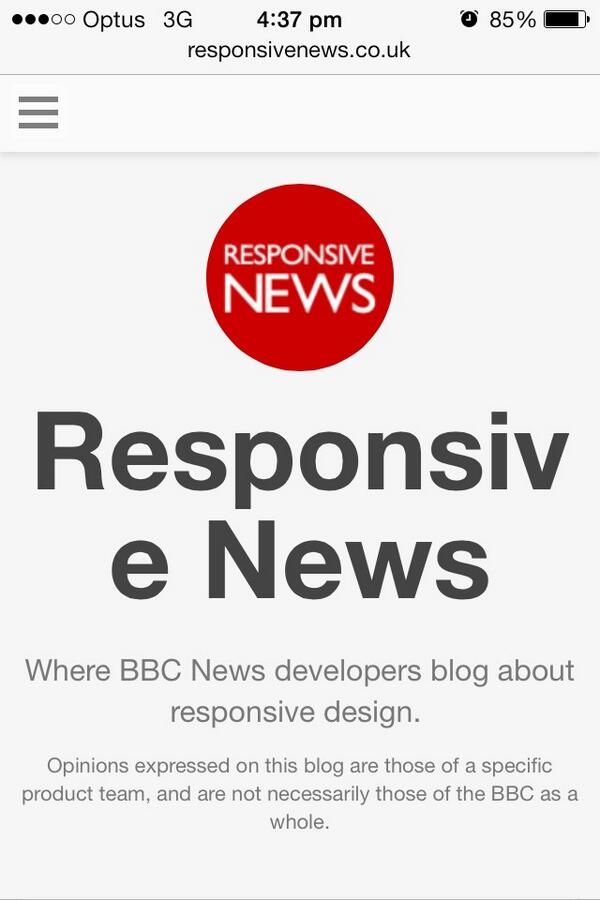 Optus 3G 4:37 pm 85%
responsivenews.co.uk
RESPONSIVE
NEWS
Responsiv
e News
Where BBC News developers blog about
responsive design.
Opinions expressed on this blog are those of a specific
product team, and are not necessarily those of the BBC as a
whole.